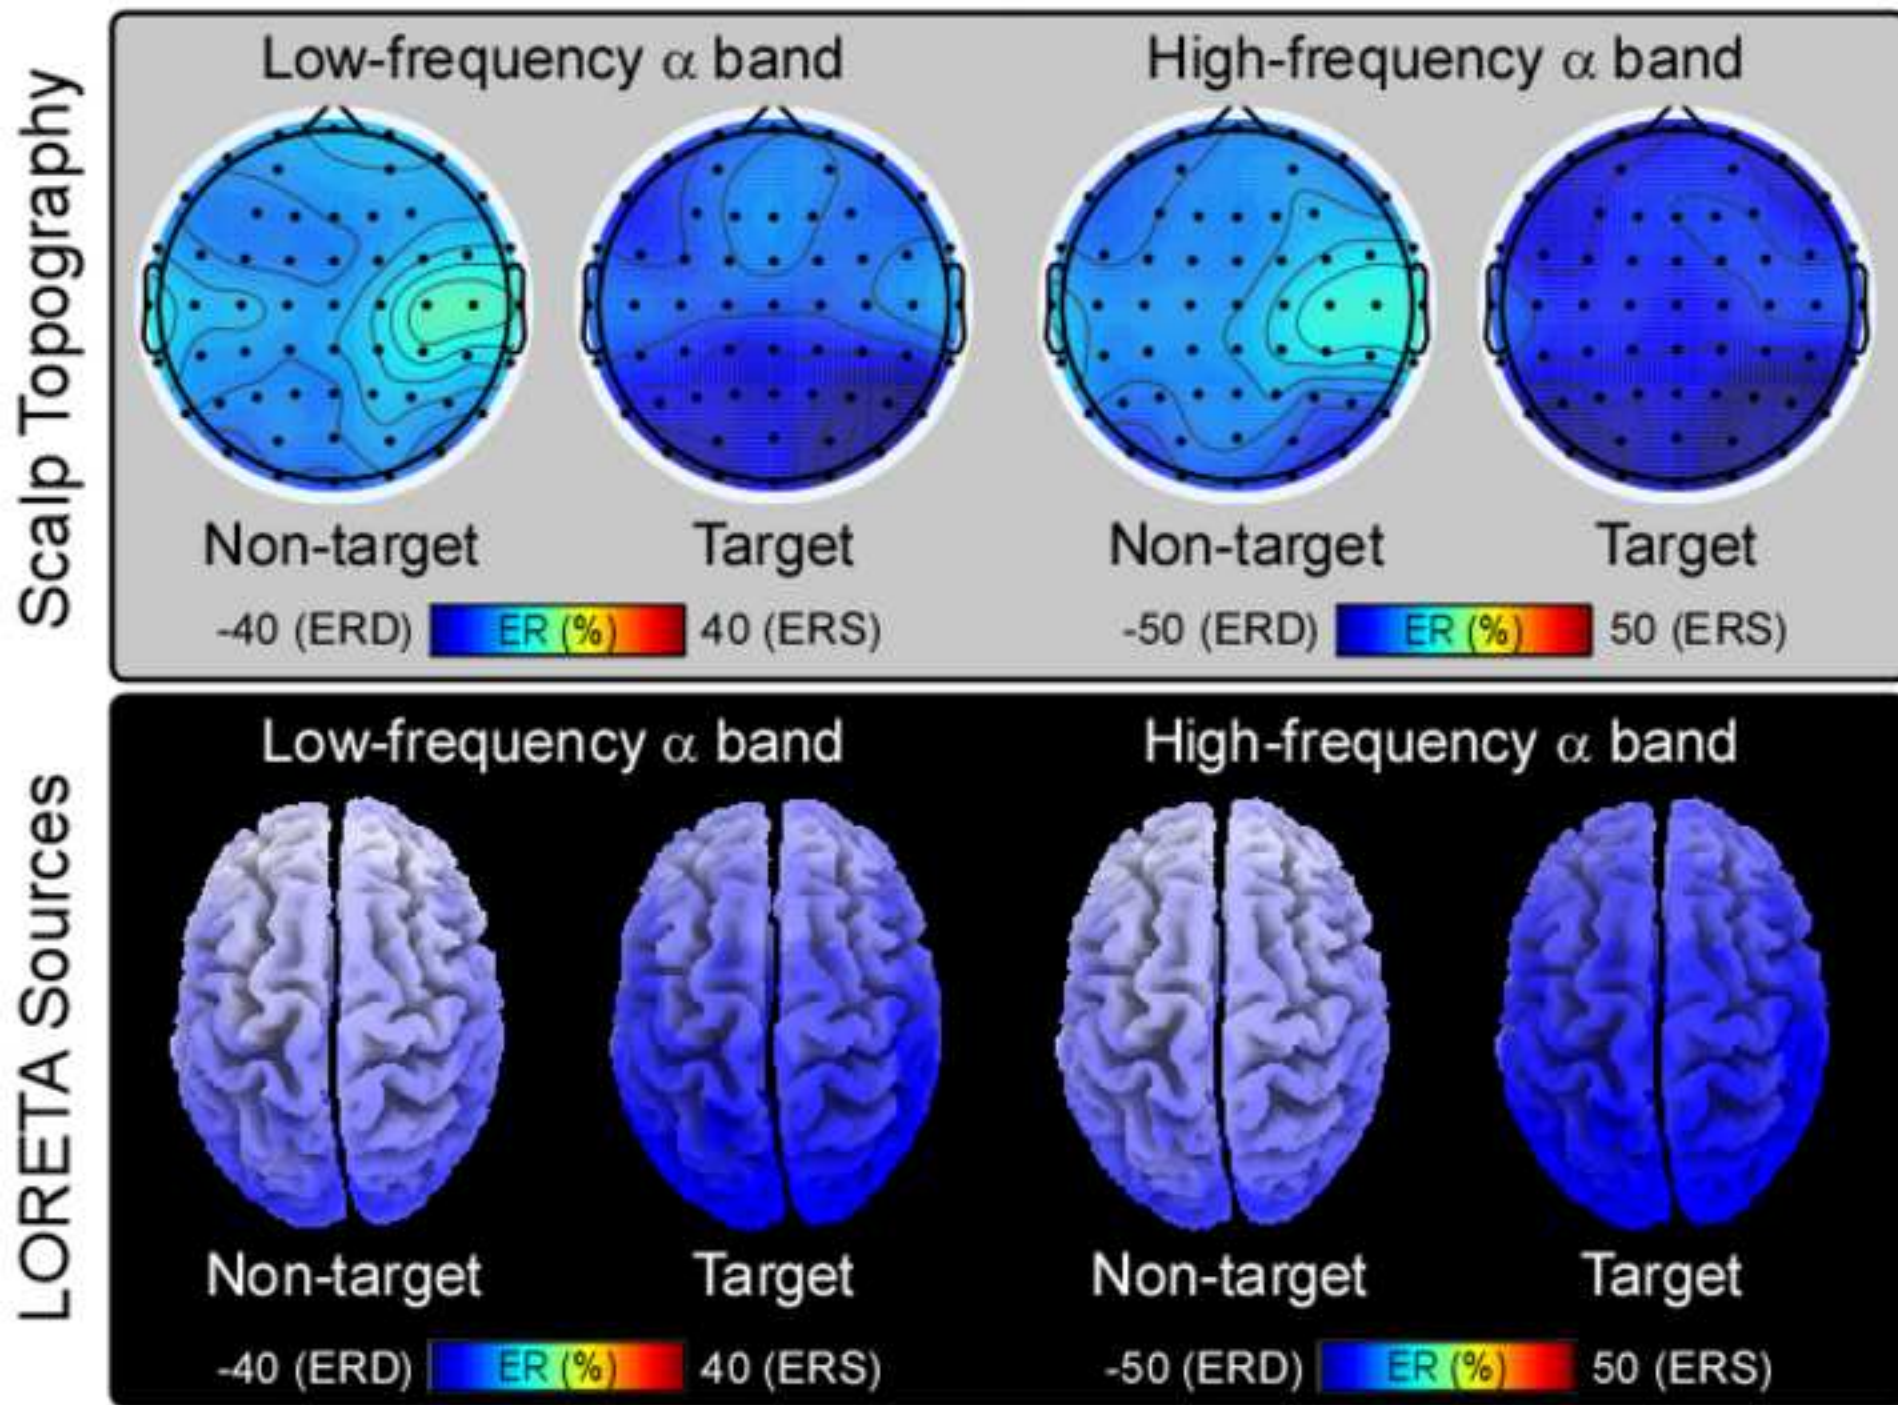 Scalp Topography
Low-frequency α band
High-frequency α band
Non-target
Target
Non-target
Target
-40 (ERD) ER (%) 40 (ERS)
-50 (ERD) ER (%) 50 (ERS)
LORETA Sources
Low-frequency α band
High-frequency α band
Non-target
Target
Non-target
Target
-40 (ERD) ER (%) 40 (ERS)
-50 (ERD) ER (%) 50 (ERS)